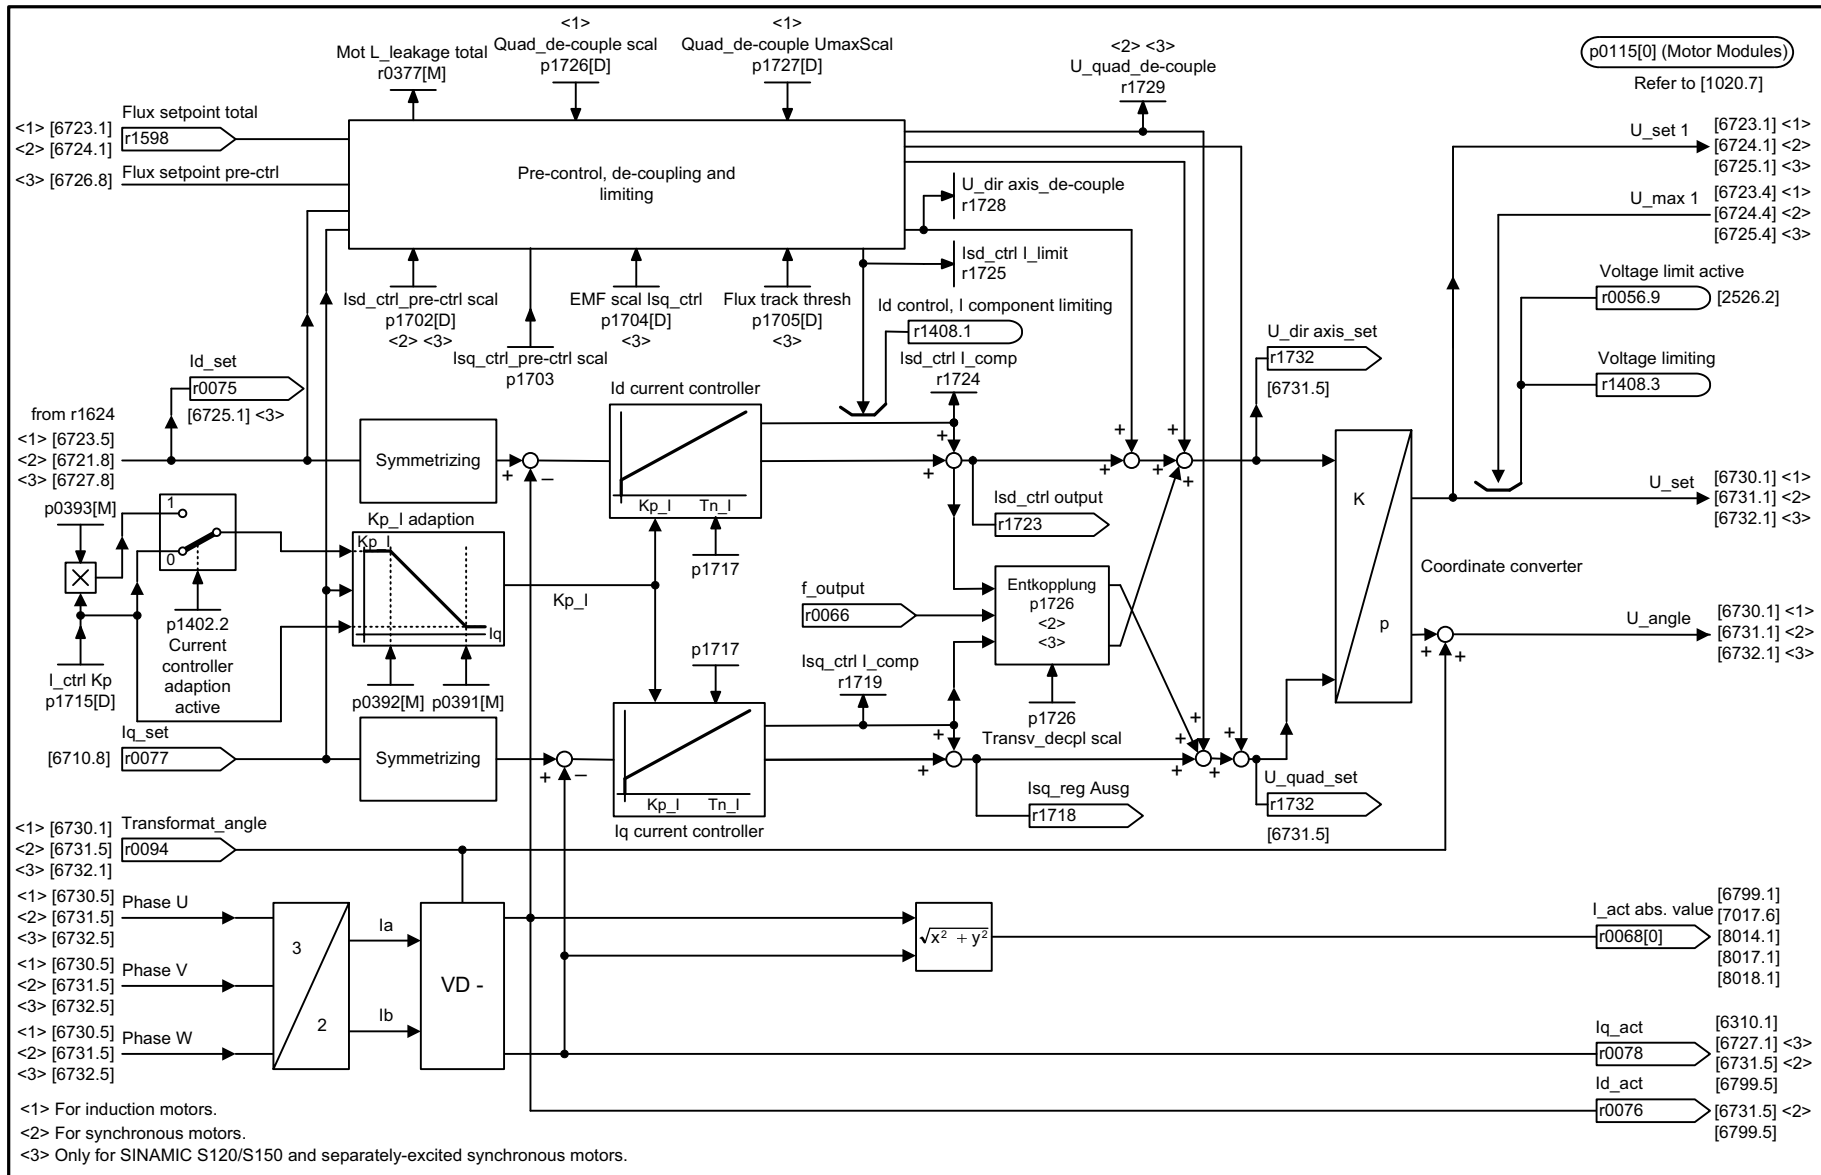 <1>
Quad_de-couple scal
p1726[D]
<1>
Quad_de-couple UmaxScal
p1727[D]
Mot L_leakage total
r0377[M]
<2> <3>
U_quad_de-couple
r1729
p0115[0] (Motor Modules)
Refer to [1020.7]
Flux setpoint total
<1> [6723.1]
<2> [6724.1]
r1598
<3> [6726.8]
Flux setpoint pre-ctrl
Pre-control, de-coupling and
limiting
U_set 1
[6723.1] <1>
[6724.1] <2>
[6725.1] <3>
U_max 1
[6723.4] <1>
[6724.4] <2>
[6725.4] <3>
U_dir axis_de-couple
r1728
Isd_ctrl I_limit
r1725
Isd_ctrl_pre-ctrl scal
p1702[D]
<2> <3>
Isq_ctrl_pre-ctrl scal
p1703
EMF scal Isq_ctrl
p1704[D]
<3>
Flux track thresh
p1705[D]
<3>
Id control, I component limiting
r1408.1
Isd_ctrl I_comp
r1724
Voltage limit active
r0056.9
[2526.2]
Voltage limiting
r1408.3
U_dir axis_set
r1732
[6731.5]
Id_set
r0075
[6725.1] <3>
from r1624
<1> [6723.5]
<2> [6721.8]
<3> [6727.8]
Symmetrizing
+
−
Id current controller
Kp_I
Tn_I
p1717
+
+
+
+
+
+
+
Isd_ctrl output
r1723
K
p
Coordinate converter
U_set
[6730.1] <1>
[6731.1] <2>
[6732.1] <3>
p0393[M]
1
0
p1402.2
Current
controller
adaption
active
I_ctrl Kp
p1715[D]
Kp_I adaption
Kp_I
Iq
p0392[M]
p0391[M]
Kp_I
f_output
r0066
Entkopplung
p1726
<2>
<3>
p1726
Transv_decpl scal
U_angle
[6730.1] <1>
[6731.1] <2>
[6732.1] <3>
+
+
p1717
Isq_ctrl I_comp
r1719
Iq_set
[6710.8]
r0077
Symmetrizing
+
−
Kp_I
Tn_I
Iq current controller
+
+
+
+
+
+
+
Isq_reg Ausg
r1718
U_quad_set
r1732
[6731.5]
<1> [6730.1]
<2> [6731.5]
<3> [6732.1]
Transformat_angle
r0094
<1> [6730.5]
<2> [6731.5]
<3> [6732.5]
Phase U
<1> [6730.5]
<2> [6731.5]
<3> [6732.5]
Phase V
<1> [6730.5]
<2> [6731.5]
<3> [6732.5]
Phase W
3
2
Ia
Ib
VD -
√x² + y²
I_act abs. value
r0068[0]
[6799.1]
[7017.6]
[8014.1]
[8017.1]
[8018.1]
Iq_act
r0078
[6310.1]
[6727.1] <3>
[6731.5] <2>
[6799.5]
Id_act
r0076
[6731.5] <2>
[6799.5]
<1> For induction motors.
<2> For synchronous motors.
<3> Only for SINAMIC S120/S150 and separately-excited synchronous motors.